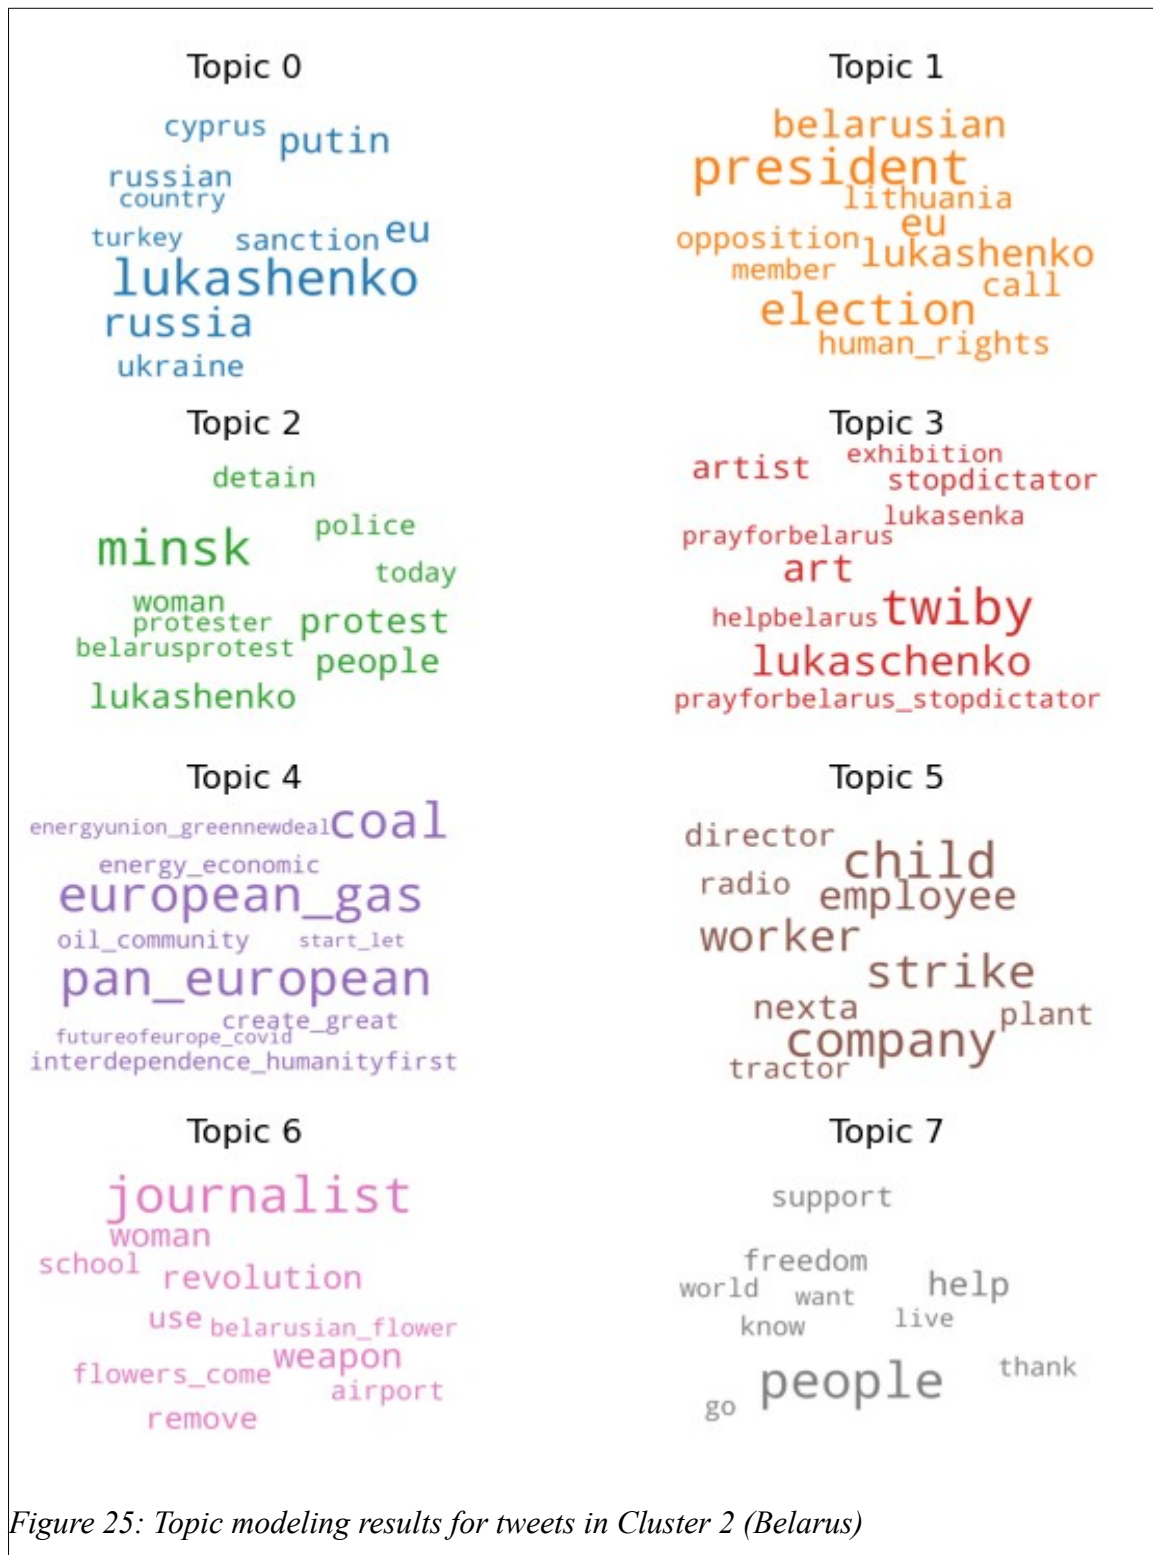 Topic 0
cyprus putin
russian
country
turkey sanction eu
lukashenko
russia
ukraine
Topic 1
belarusian
president
lithuania
eu
opposition lukashenko
member call
election
human_rights
Topic 2
detain
police
minsk
today
woman
protester protest
belarusprotest people
lukashenko
Topic 3
artist exhibition
stopdictator
lukasenka
prayforbelarus
art
helpbelarus twiby
lukaschenko
prayforbelarus_stopdictator
Topic 4
energyunion_greennewdeal coal
energy_economic
european_gas
oil_community start_let
pan_european
create_great
futureofeurope_covid
interdependence_humanityfirst
Topic 5
director child
radio employee
worker
strike
nexta plant
company
tractor
Topic 6
journalist
woman
school revolution
use belarusian_flower
weapon
flowers_come airport
remove
Topic 7
support
freedom
world want help
know live
people thank
go
Figure 25: Topic modeling results for tweets in Cluster 2 (Belarus)